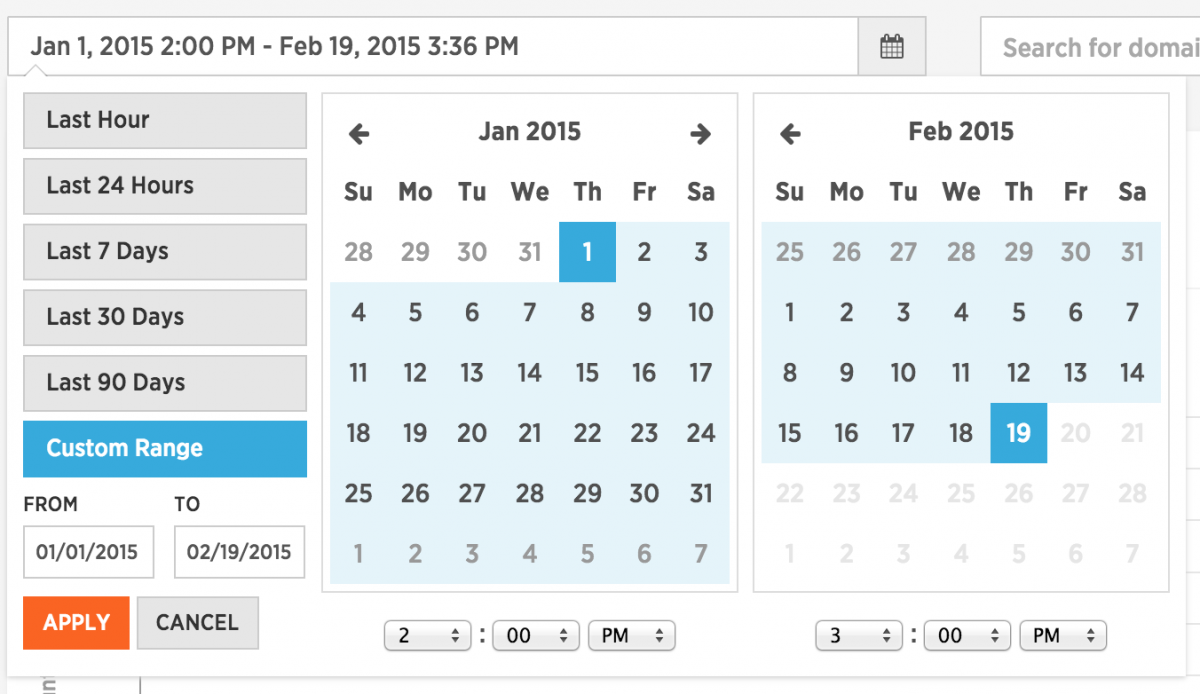 Jan 1, 2015 2:00 PM - Feb 19, 2015 3:36 PM
Search for domai
Last Hour
Last 24 Hours
Last 7 Days
Last 30 Days
Last 90 Days
Custom Range
FROM TO
01/01/2015 02/19/2015
APPLY CANCEL
Jan 2015
Su Mo Tu We Th Fr Sa
28 29 30 31 1 2 3
4 5 6 7 8 9 10
11 12 13 14 15 16 17
18 19 20 21 22 23 24
25 26 27 28 29 30 31
1 2 3 4 5 6 7
2 : 00 PM
Feb 2015
Su Mo Tu We Th Fr Sa
25 26 27 28 29 30 31
1 2 3 4 5 6 7
8 9 10 11 12 13 14
15 16 17 18 19 20 21
22 23 24 25 26 27 28
1 2 3 4 5 6 7
3 : 00 PM